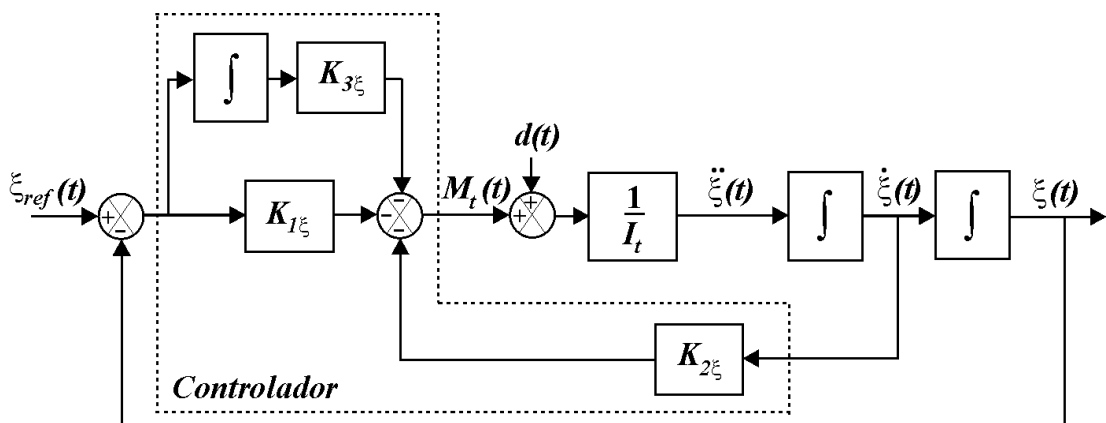 ∫
K3ξ
d(t)
ξref(t)
+
−
K1ξ
−
−
−
Mt(t)
+
+
1
It
ξ̈(t)
∫
ξ̇(t)
∫
ξ(t)
K2ξ
Controlador